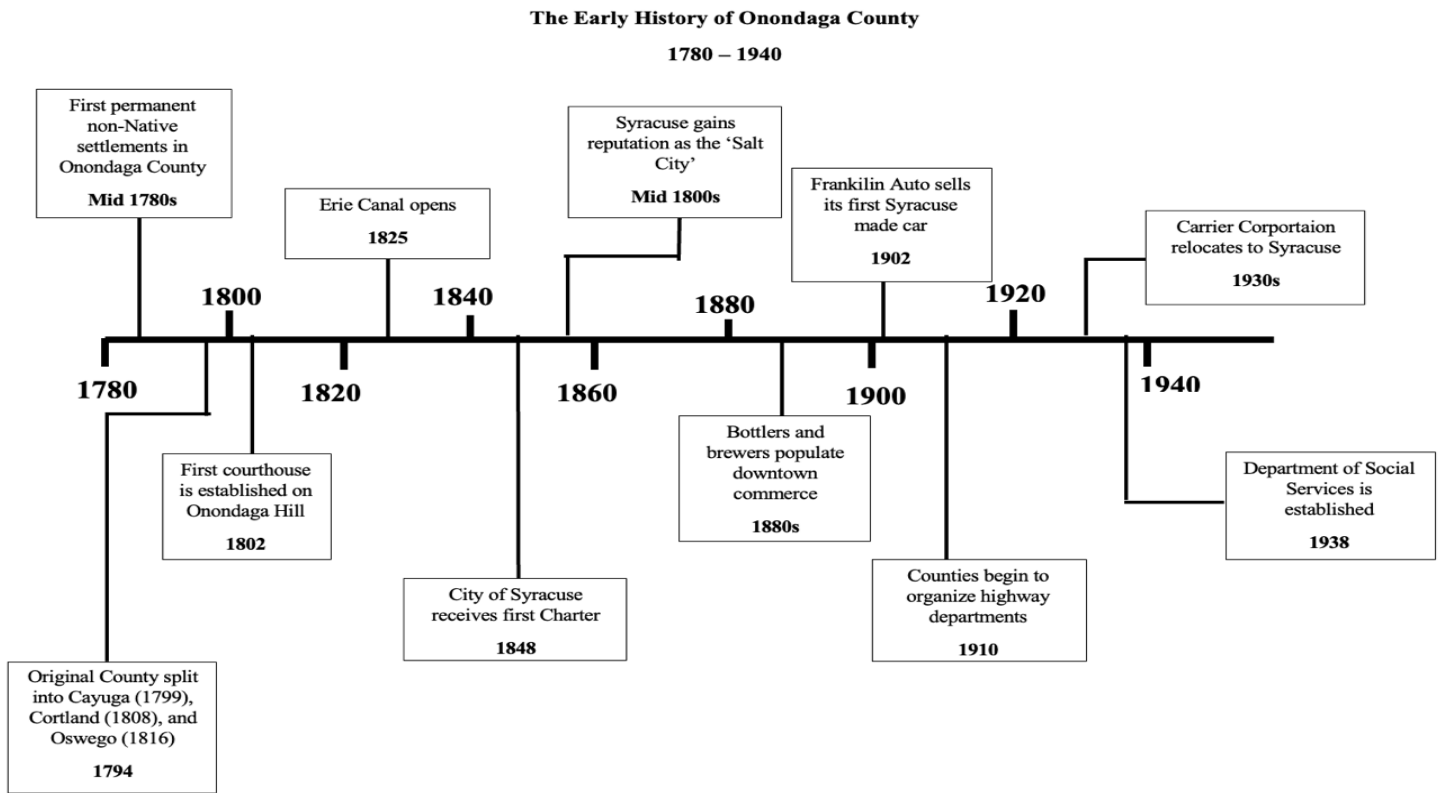 The Early History of Onondaga County
1780 – 1940
First permanent
non-Native
settlements in
Onondaga County
Mid 1780s
Erie Canal opens
1825
Syracuse gains
reputation as the ‘Salt
City’
Mid 1800s
Frankilin Auto sells
its first Syracuse
made car
1902
Carrier Corportaion
relocates to Syracuse
1930s
1800
1840
1880
1920
1780
1820
1860
1900
1940
Original County split
into Cayuga (1799),
Cortland (1808), and
Oswego (1816)
1794
First courthouse
is established on
Onondaga Hill
1802
City of Syracuse
receives first Charter
1848
Bottlers and
brewers populate
downtown
commerce
1880s
Counties begin to
organize highway
departments
1910
Department of Social
Services is
established
1938